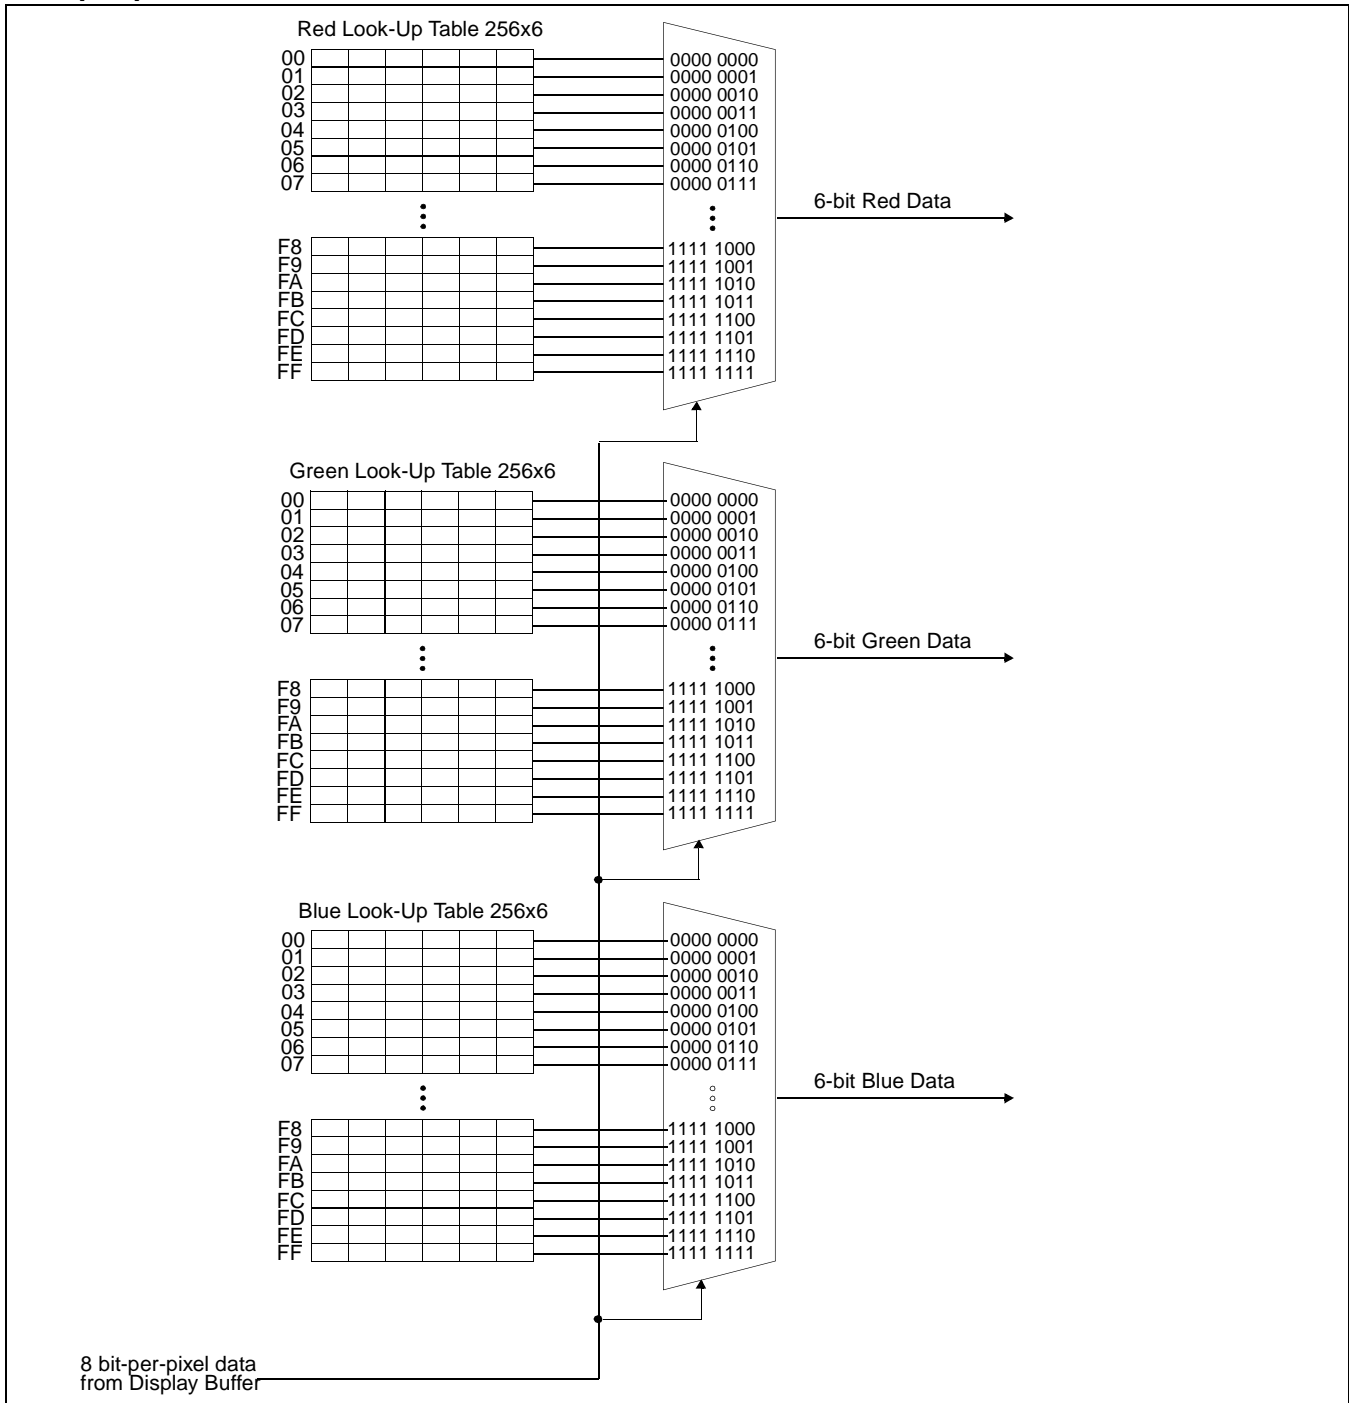 Red Look-Up Table 256x6
00 0000 0000
01 0000 0001
02 0000 0010
03 0000 0011
04 0000 0100
05 0000 0101
06 0000 0110
07 0000 0111
6-bit Red Data
F8 1111 1000
F9 1111 1001
FA 1111 1010
FB 1111 1011
FC 1111 1100
FD 1111 1101
FE 1111 1110
FF 1111 1111
Green Look-Up Table 256x6
00 0000 0000
01 0000 0001
02 0000 0010
03 0000 0011
04 0000 0100
05 0000 0101
06 0000 0110
07 0000 0111
6-bit Green Data
F8 1111 1000
F9 1111 1001
FA 1111 1010
FB 1111 1011
FC 1111 1100
FD 1111 1101
FE 1111 1110
FF 1111 1111
Blue Look-Up Table 256x6
00 0000 0000
01 0000 0001
02 0000 0010
03 0000 0011
04 0000 0100
05 0000 0101
06 0000 0110
07 0000 0111
6-bit Blue Data
F8 1111 1000
F9 1111 1001
FA 1111 1010
FB 1111 1011
FC 1111 1100
FD 1111 1101
FE 1111 1110
FF 1111 1111
8 bit-per-pixel data
from Display Buffer